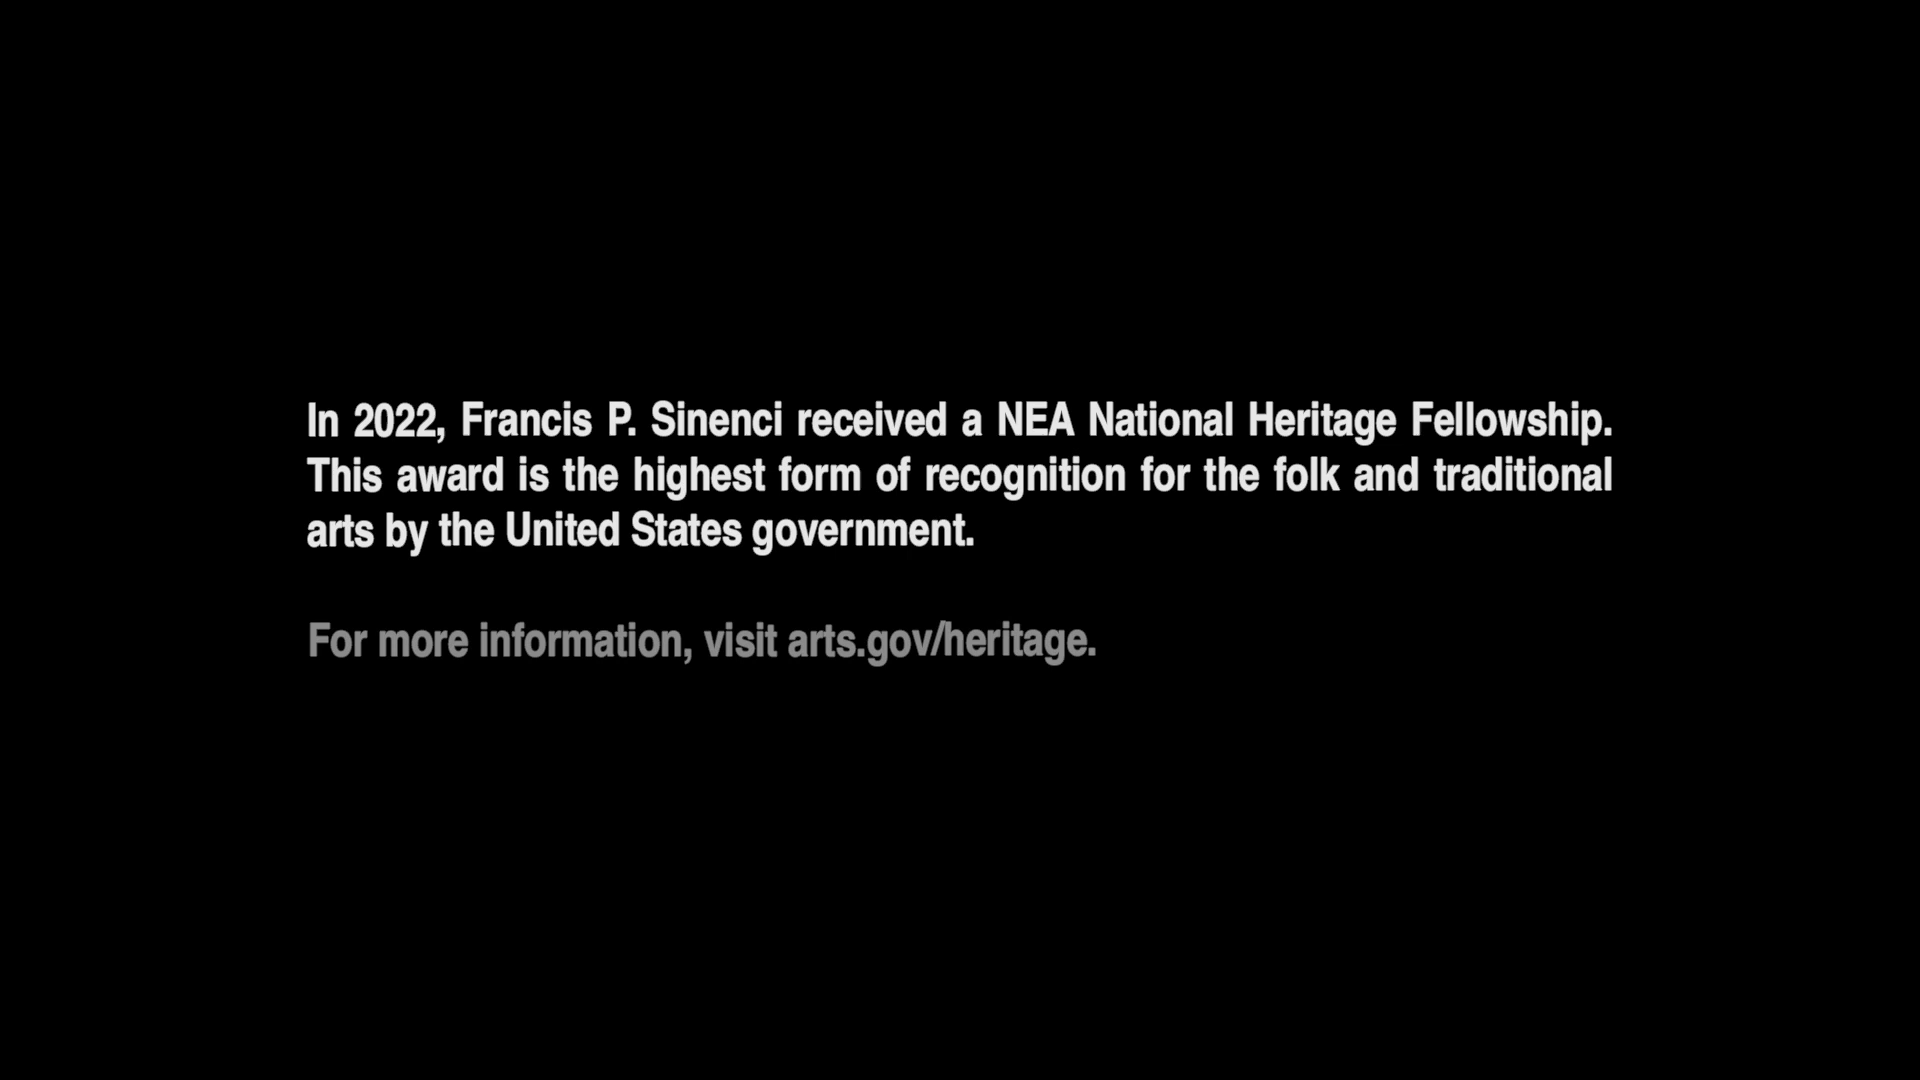 In 2022, Francis P. Sinenci received a NEA National Heritage Fellowship.
This award is the highest form of recognition for the folk and traditional
arts by the United States government.
For more information, visit arts.gov/heritage.